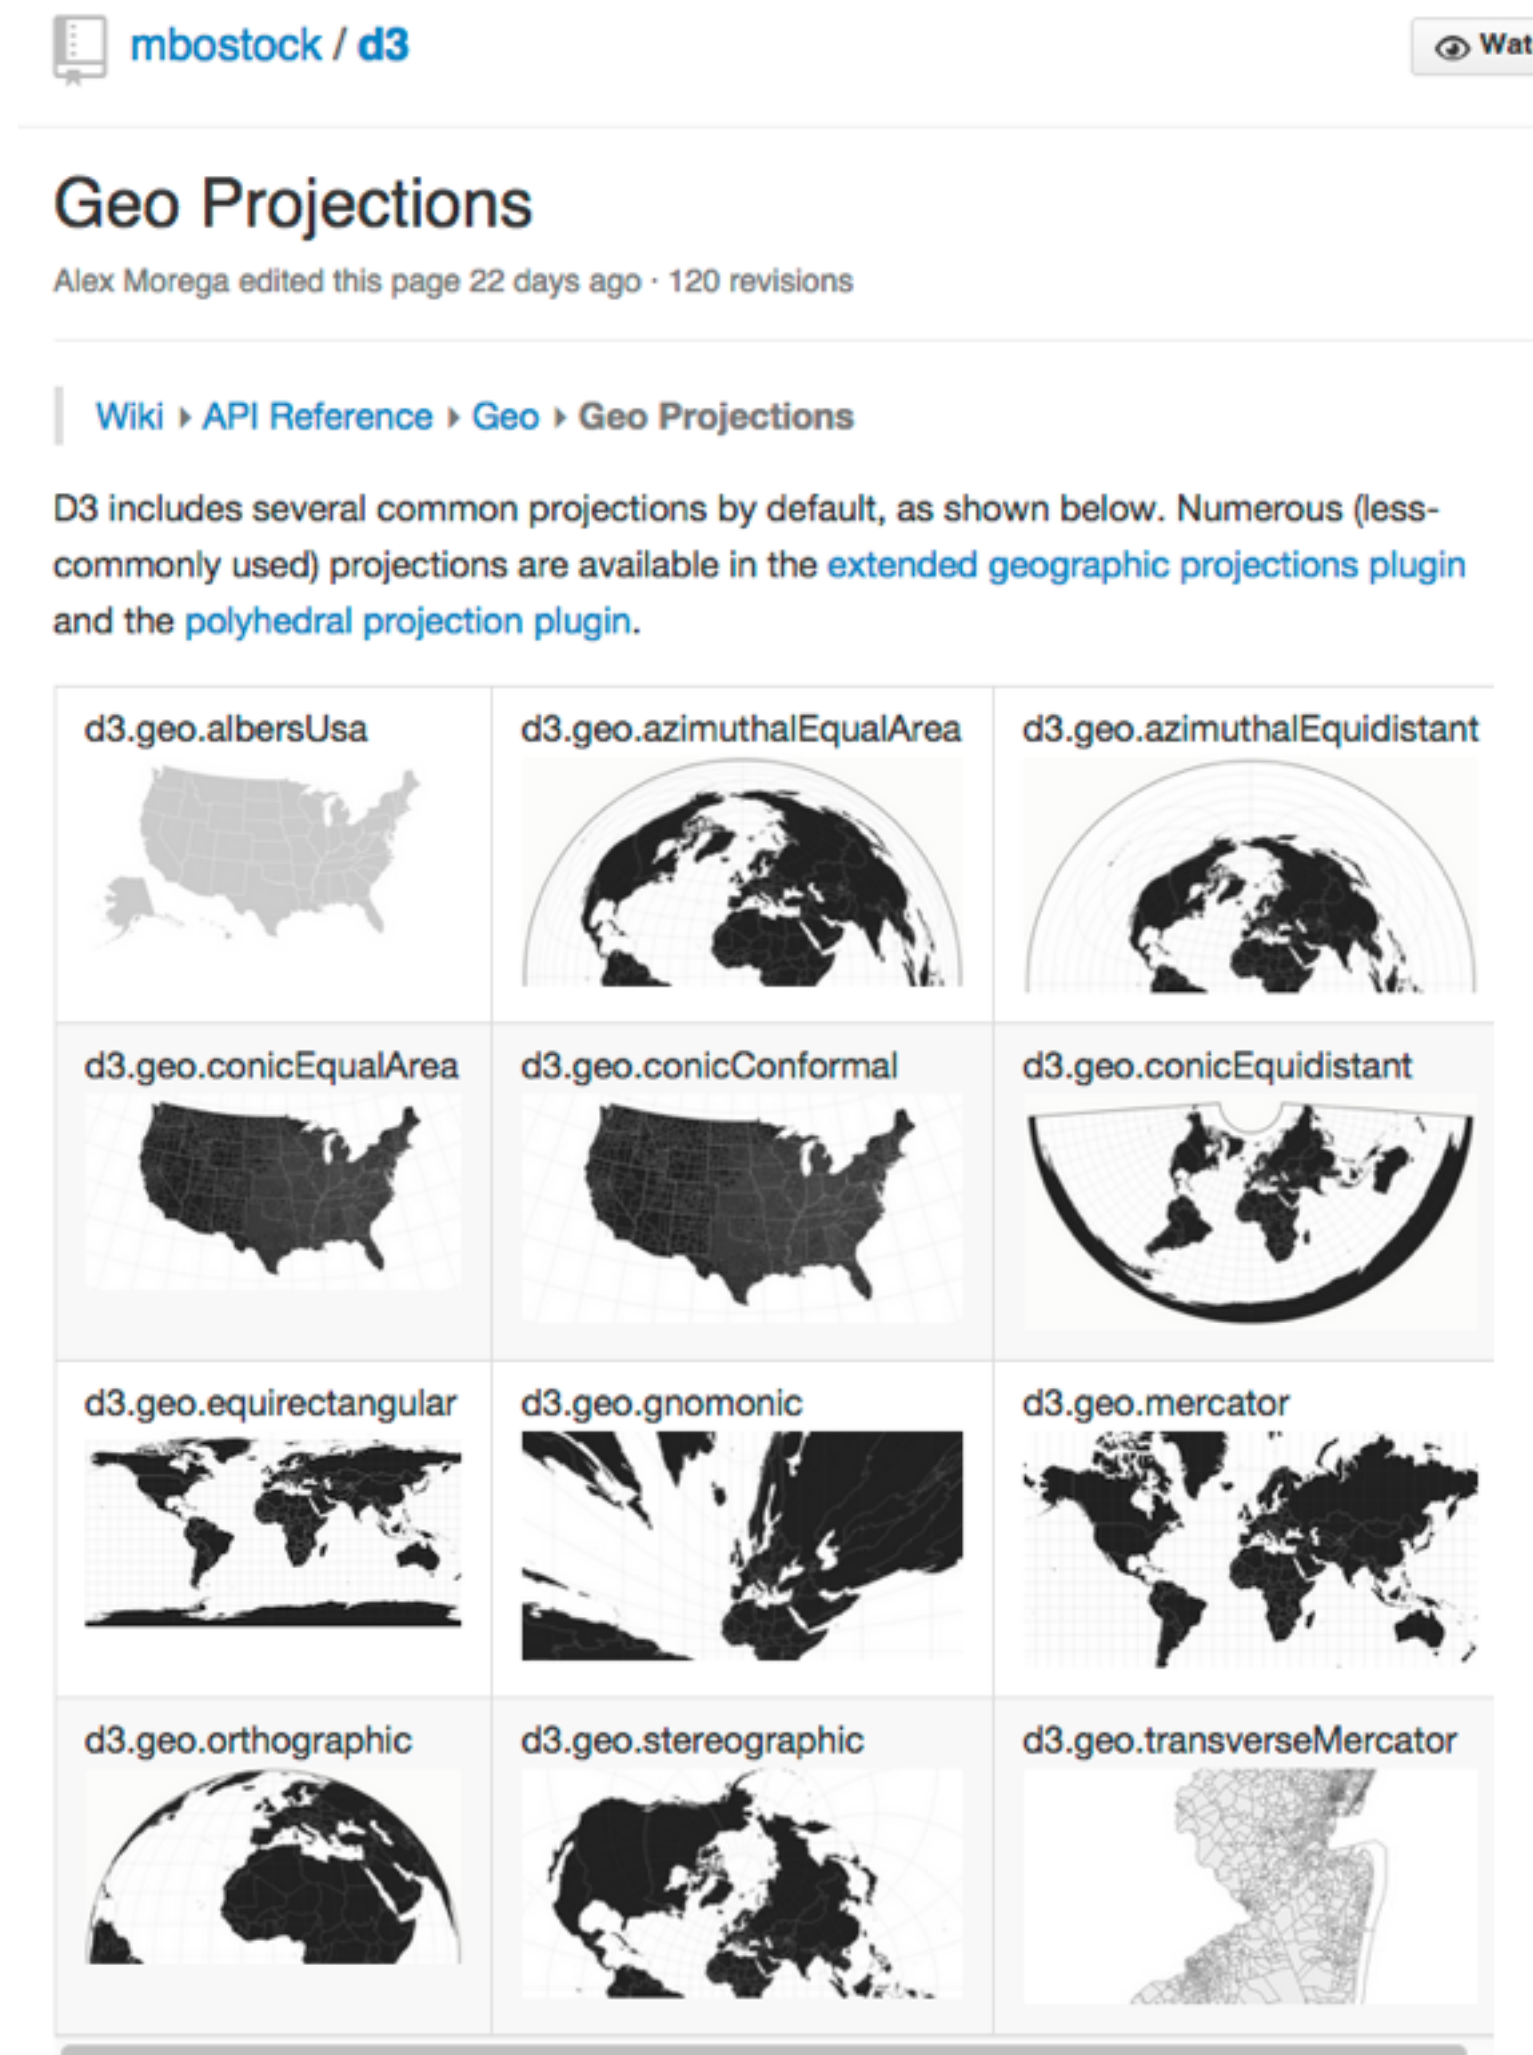 mbostock / d3
Wat
Geo Projections
Alex Morega edited this page 22 days ago · 120 revisions
Wiki ▸ API Reference ▸ Geo ▸ Geo Projections
D3 includes several common projections by default, as shown below. Numerous (less-
commonly used) projections are available in the extended geographic projections plugin
and the polyhedral projection plugin.
d3.geo.albersUsa
d3.geo.azimuthalEqualArea
d3.geo.azimuthalEquidistant
d3.geo.conicEqualArea
d3.geo.conicConformal
d3.geo.conicEquidistant
d3.geo.equirectangular
d3.geo.gnomonic
d3.geo.mercator
d3.geo.orthographic
d3.geo.stereographic
d3.geo.transverseMercator